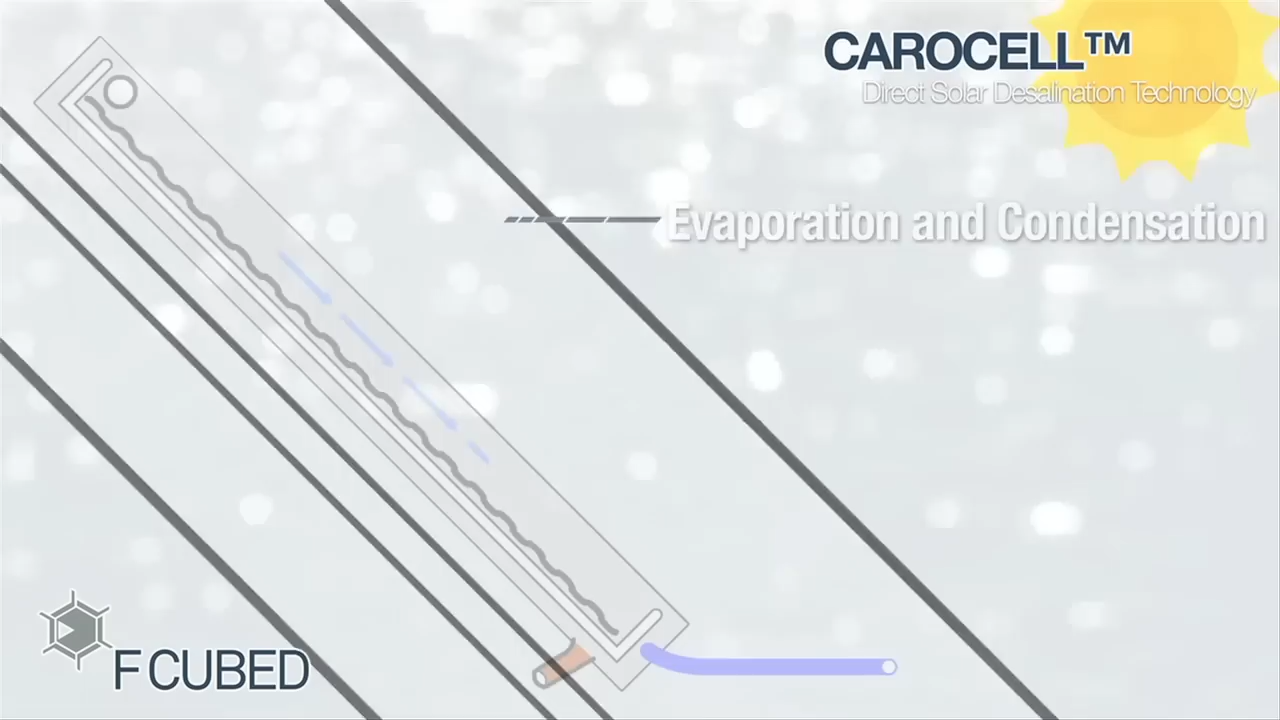 CAROCELL™
Direct Solar Desalination Technology
Evaporation and Condensation
F CUBED